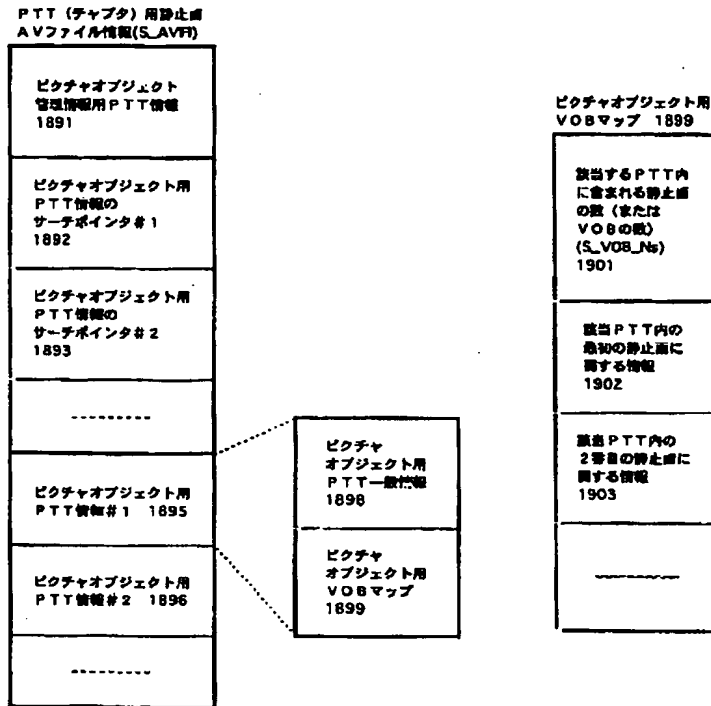 PTT（チャプタ）用静止画
AVファイル情報(S_AVFI)
ピクチャオブジェクト
管理情報用PTT情報
1891
ピクチャオブジェクト用
PTT情報の
サーチポインタ＃1
1892
ピクチャオブジェクト用
PTT情報の
サーチポインタ＃2
1893
ピクチャオブジェクト用
PTT情報＃1 1895
ピクチャオブジェクト用
PTT情報＃2 1896
ピクチャ
オブジェクト用
PTT一般情報
1898
ピクチャ
オブジェクト用
VOBマップ
1899
ピクチャオブジェクト用
VOBマップ 1899
該当するPTT内
に含まれる静止画
の数（または
VOBの数）
(S_VOB_Ns)
1901
該当PTT内の
最初の静止画に
関する情報
1902
該当PTT内の
2番目の静止画に
関する情報
1903